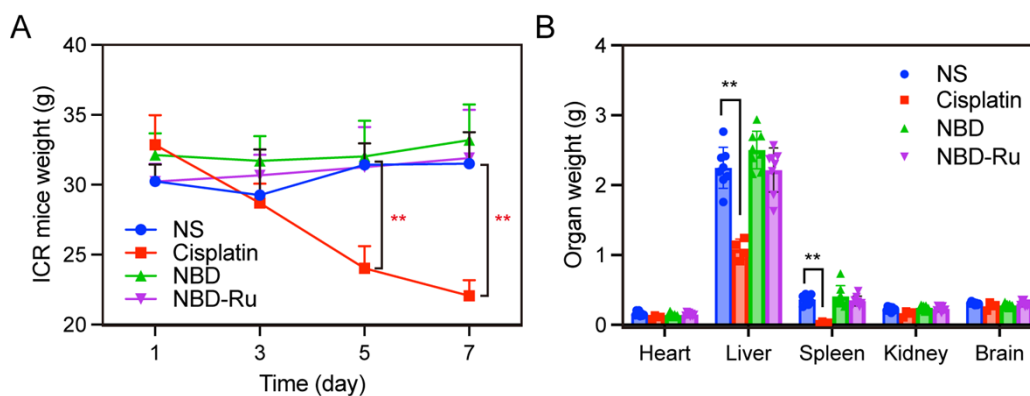 A
ICR mice weight (g)
40
35
30
25
20
NS
Cisplatin
NBD
NBD-Ru
**
**
1 3 5 7
Time (day)
B
Organ weight (g)
4
3
2
1
0
**
**
NS
Cisplatin
NBD
NBD-Ru
Heart Liver Spleen Kidney Brain